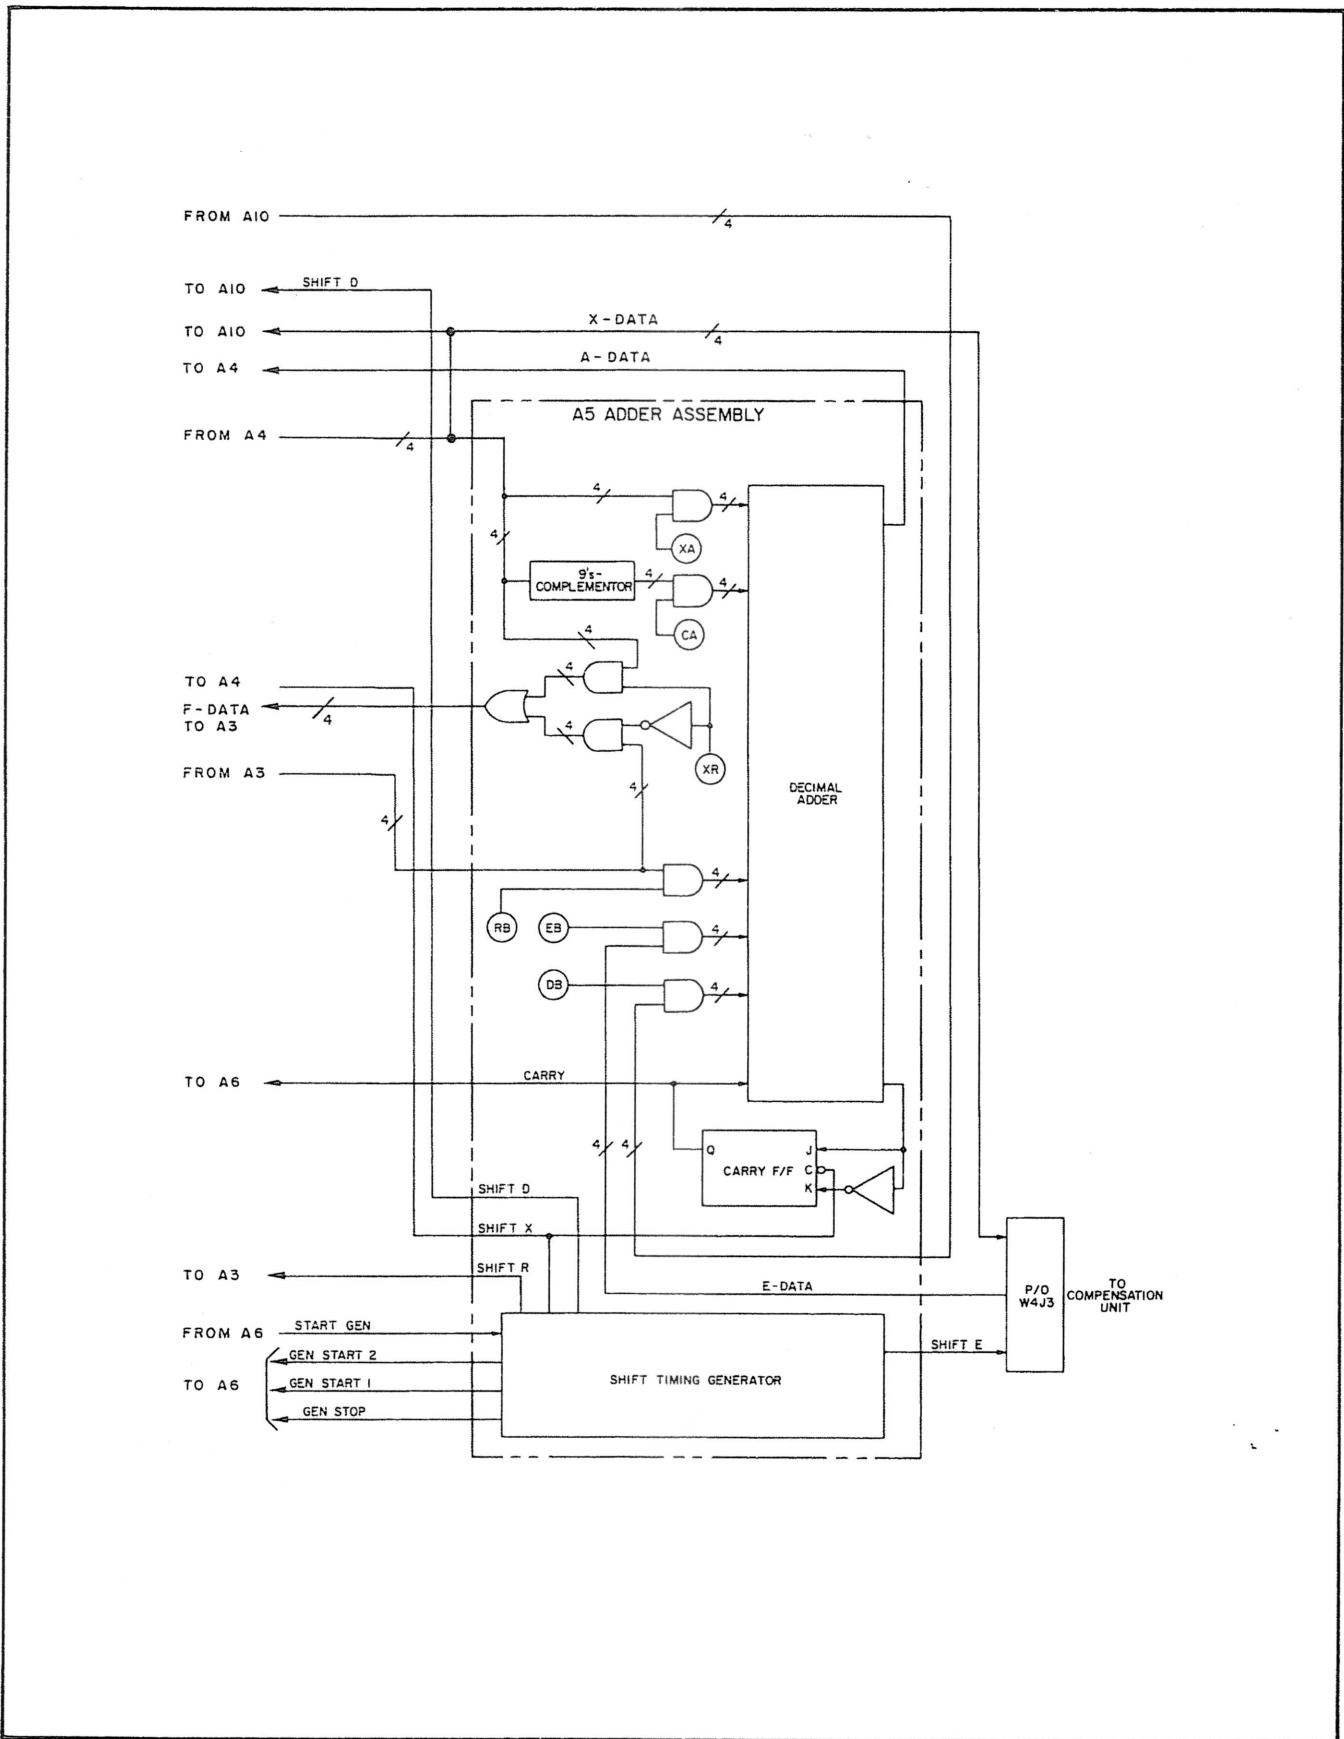 FROM A10
4
TO A10
SHIFT D
TO A10
X-DATA
4
TO A4
A-DATA
A5 ADDER ASSEMBLY
FROM A4
4
4
4
XA
4
9's-
COMPLEMENTOR
4
4
CA
4
TO A4
4
F-DATA
TO A3
4
4
XR
FROM A3
4
4
DECIMAL
ADDER
4
RB
EB
4
DB
4
TO A6
CARRY
4
4
Q
J
CARRY F/F
C
K
SHIFT D
SHIFT X
TO A3
SHIFT R
E-DATA
P/O
W4J3
TO
COMPENSATION
UNIT
FROM A6
START GEN
GEN START 2
SHIFT E
TO A6
GEN START 1
SHIFT TIMING GENERATOR
GEN STOP